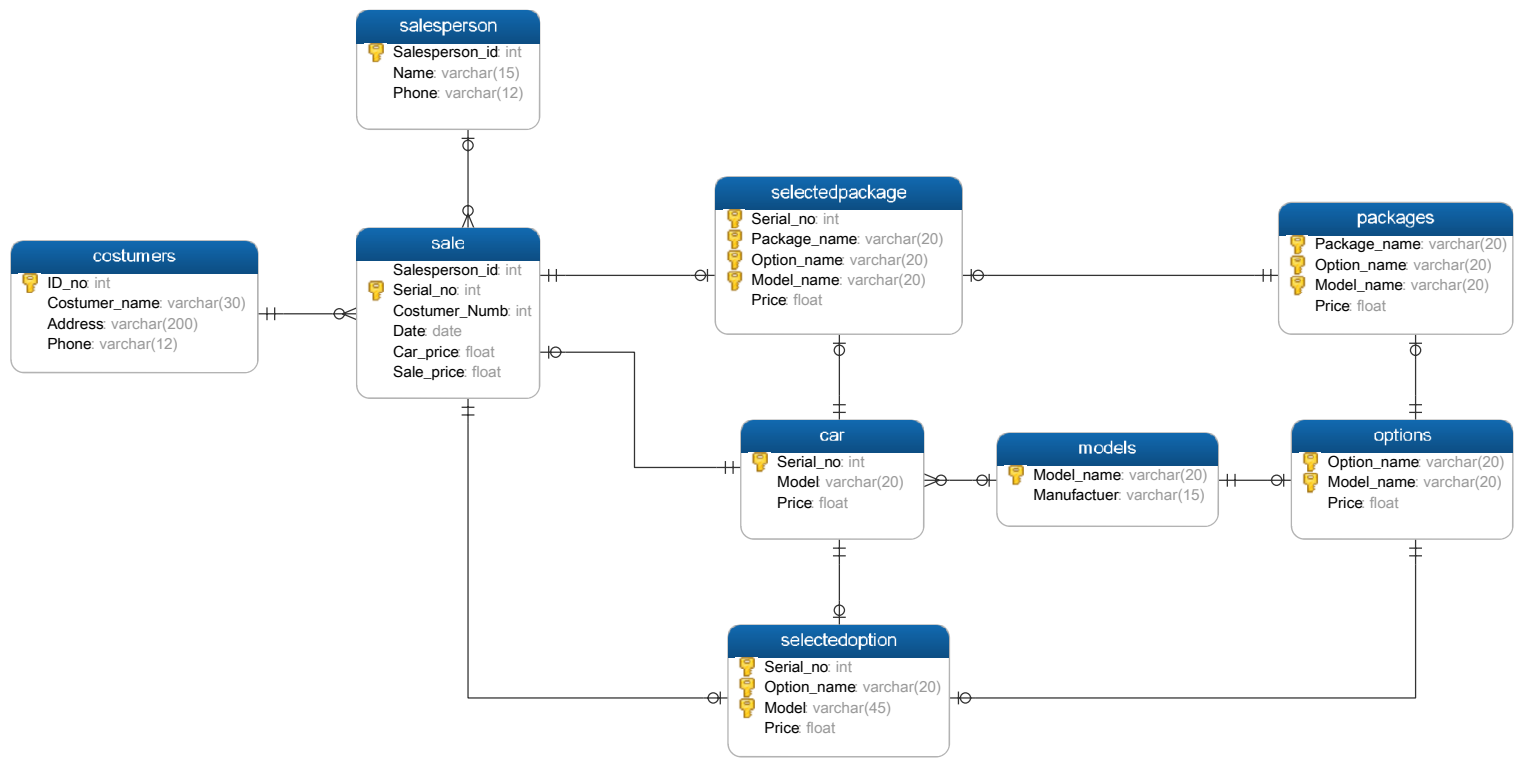 salesperson
Salesperson_id: int
Name: varchar(15)
Phone: varchar(12)
costumers
ID_no: int
Costumer_name: varchar(30)
Address: varchar(200)
Phone: varchar(12)
sale
Salesperson_id: int
Serial_no: int
Costumer_Numb: int
Date: date
Car_price: float
Sale_price: float
selectedpackage
Serial_no: int
Package_name: varchar(20)
Option_name: varchar(20)
Model_name: varchar(20)
Price: float
packages
Package_name: varchar(20)
Option_name: varchar(20)
Model_name: varchar(20)
Price: float
car
Serial_no: int
Model: varchar(20)
Price: float
models
Model_name: varchar(20)
Manufactuer: varchar(15)
options
Option_name: varchar(20)
Model_name: varchar(20)
Price: float
selectedoption
Serial_no: int
Option_name: varchar(20)
Model: varchar(45)
Price: float